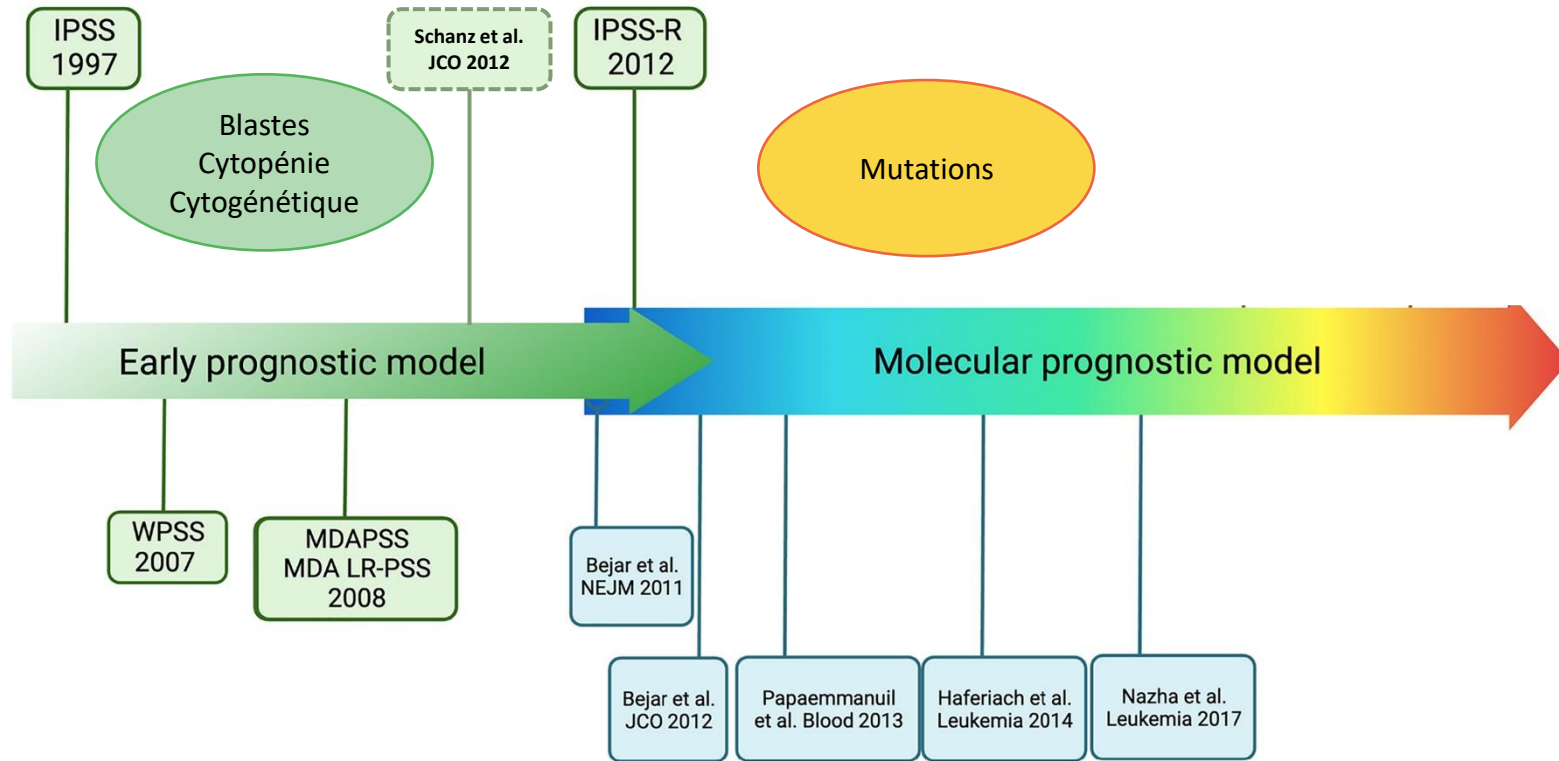 IPSS
1997
Schanz et al.
JCO 2012
IPSS-R
2012
Blastes
Cytopénie
Cytogénétique
Mutations
Early prognostic model
Molecular prognostic model
WPSS
2007
MDAPSS
MDA LR-PSS
2008
Bejar et al.
NEJM 2011
Bejar et al.
JCO 2012
Papaemmanuil
et al. Blood 2013
Haferiach et al.
Leukemia 2014
Nazha et al.
Leukemia 2017